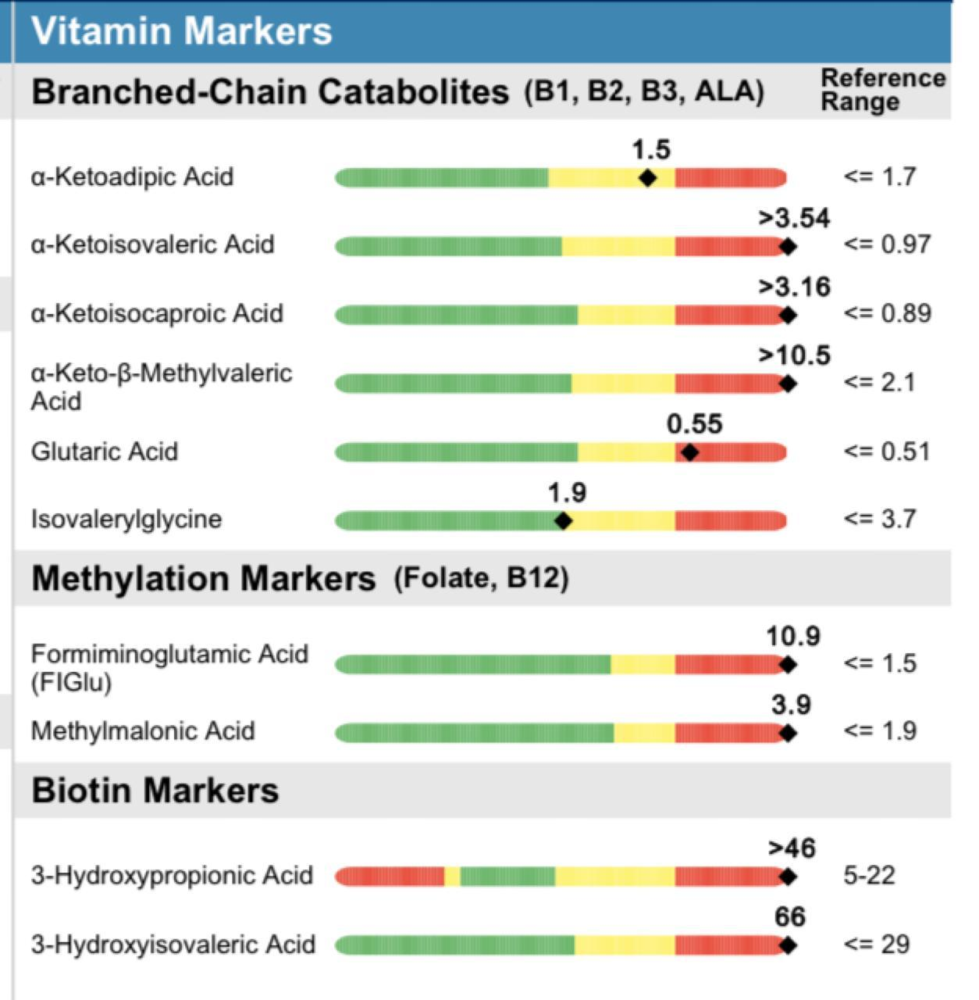 Vitamin Markers
Branched-Chain Catabolites (B1, B2, B3, ALA)
Reference
Range
1.5
α-Ketoadipic Acid <= 1.7
>3.54
α-Ketoisovaleric Acid <= 0.97
>3.16
α-Ketoisocaproic Acid <= 0.89
>10.5
α-Keto-β-Methylvaleric
Acid
<= 2.1
0.55
Glutaric Acid <= 0.51
1.9
Isovalerylglycine <= 3.7
Methylation Markers (Folate, B12)
10.9
Formiminoglutamic Acid
(FIGlu)
<= 1.5
3.9
Methylmalonic Acid <= 1.9
Biotin Markers
>46
3-Hydroxypropionic Acid 5-22
66
3-Hydroxyisovaleric Acid <= 29